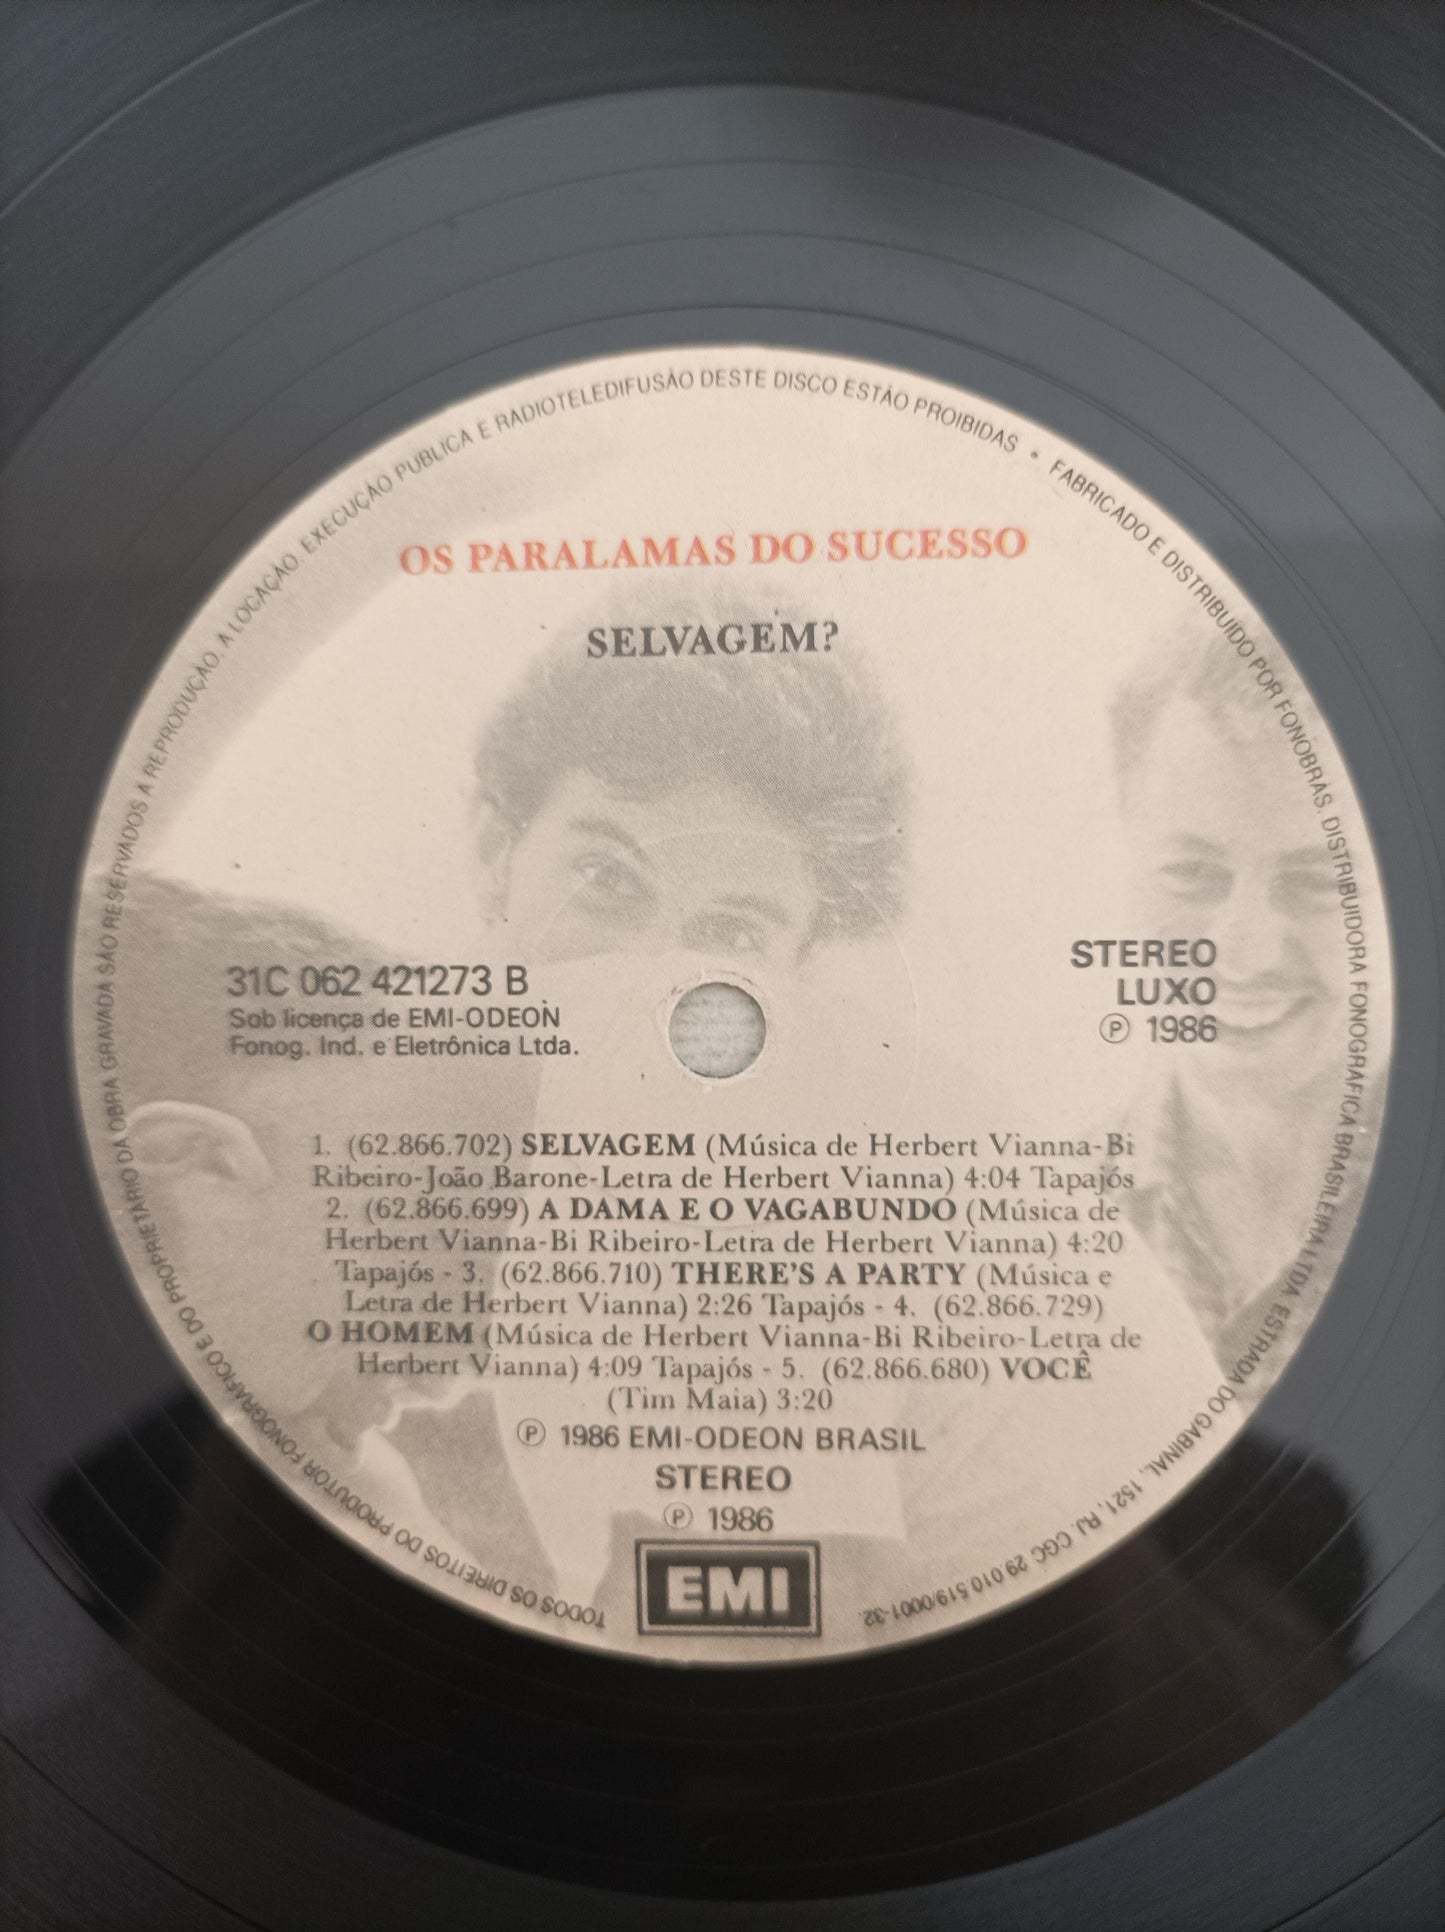 OS PARALAMAS DO SUCESSO
SELVAGEM?
31C 062 421273 B
Sob licença de EMI-ODEON
Fonog. Ind. e Eletrônica Ltda.
STEREO
LUXO
Ⓟ 1986
1. (62.866.702) SELVAGEM (Música de Herbert Vianna-Bi
Ribeiro-João Barone-Letra de Herbert Vianna) 4:04 Tapajós
2. (62.866.699) A DAMA E O VAGABUNDO (Música de
Herbert Vianna-Bi Ribeiro-Letra de Herbert Vianna) 4:20
Tapajós - 3. (62.866.710) THERE'S A PARTY (Música e
Letra de Herbert Vianna) 2:26 Tapajós - 4. (62.866.729)
O HOMEM (Música de Herbert Vianna-Bi Ribeiro-Letra de
Herbert Vianna) 4:09 Tapajós - 5. (62.866.680) VOCÊ
(Tim Maia) 3:20
Ⓟ 1986 EMI-ODEON BRASIL
STEREO
Ⓟ 1986
EMI
TODOS OS DIREITOS DO PRODUTOR FONOGRÁFICO E DO PROPRIETÁRIO DA OBRA GRAVADA SÃO RESERVADOS A REPRODUÇÃO, A LOCAÇÃO, EXECUÇÃO PÚBLICA E RADIOTELEDIFUSÃO DESTE DISCO ESTÃO PROIBIDAS • FABRICADO E DISTRIBUIDO POR FONOBRÁS, DISTRIBUIDORA FONOGRÁFICA BRASILEIRA LTDA, ESTRADA DO GABINAL, 1521, RJ. CGC 29.010.519/0001-32.